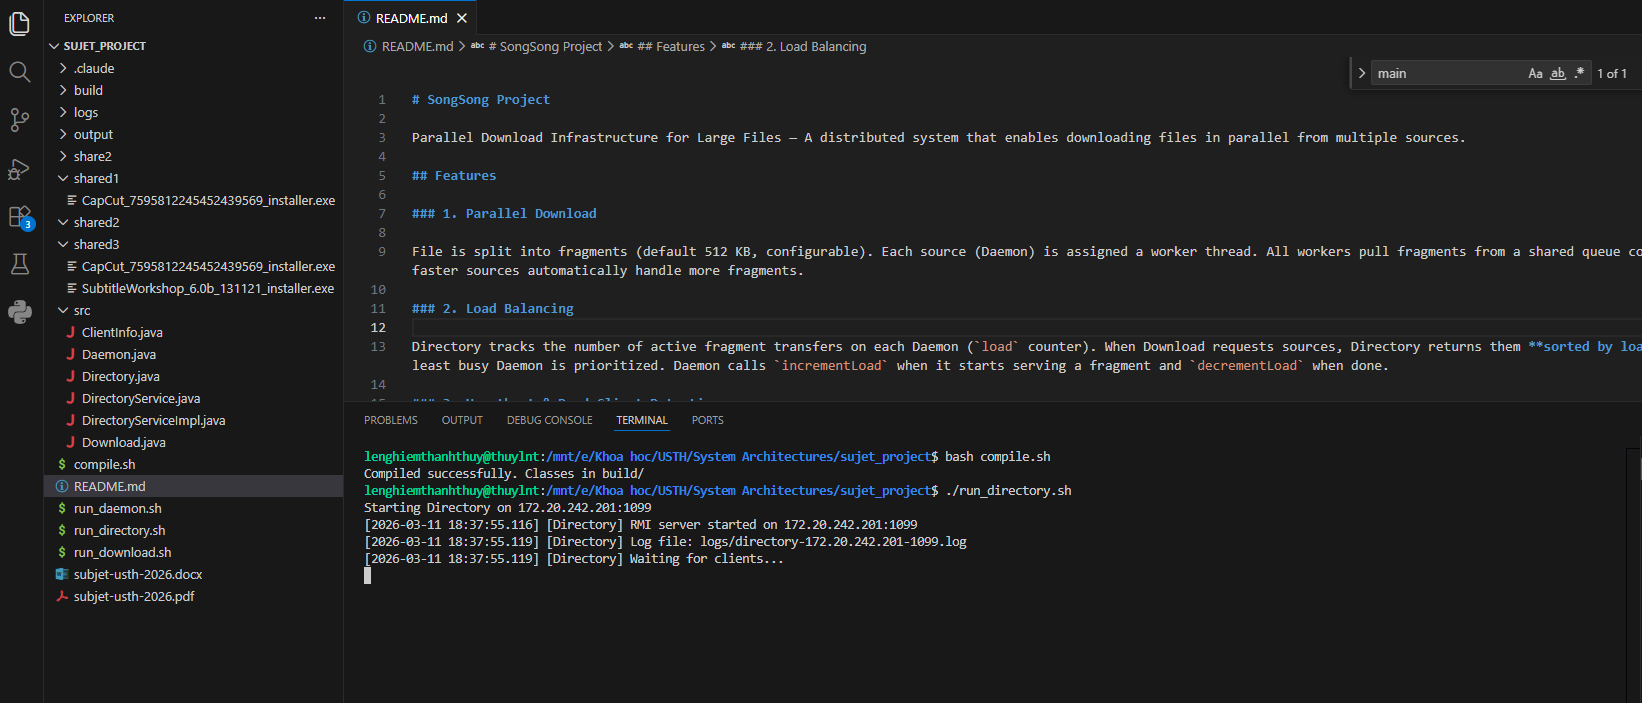 EXPLORER
SUJET_PROJECT
.claude
build
logs
output
share2
shared1
CapCut_7595812245452439569_installer.exe
shared2
shared3
CapCut_7595812245452439569_installer.exe
SubtitleWorkshop_6.0b_131121_installer.exe
src
J ClientInfo.java
J Daemon.java
J Directory.java
J DirectoryService.java
J DirectoryServiceImpl.java
J Download.java
$ compile.sh
README.md
$ run_daemon.sh
$ run_directory.sh
$ run_download.sh
subjet-usth-2026.docx
subjet-usth-2026.pdf
3
README.md
README.md > abc # SongSong Project > abc ## Features > abc ### 2. Load Balancing
main Aa ab .* 1 of 1
1 # SongSong Project
2
3 Parallel Download Infrastructure for Large Files — A distributed system that enables downloading files in parallel from multiple sources.
4
5 ## Features
6
7 ### 1. Parallel Download
8
9 File is split into fragments (default 512 KB, configurable). Each source (Daemon) is assigned a worker thread. All workers pull fragments from a shared queue co
faster sources automatically handle more fragments.
10
11 ### 2. Load Balancing
12
13 Directory tracks the number of active fragment transfers on each Daemon (`load` counter). When Download requests sources, Directory returns them **sorted by loa
least busy Daemon is prioritized. Daemon calls `incrementLoad` when it starts serving a fragment and `decrementLoad` when done.
14
PROBLEMS OUTPUT DEBUG CONSOLE TERMINAL PORTS
lenghiemthanhthuy@thuylnt:/mnt/e/Khoa hoc/USTH/System Architectures/sujet_project$ bash compile.sh
Compiled successfully. Classes in build/
lenghiemthanhthuy@thuylnt:/mnt/e/Khoa hoc/USTH/System Architectures/sujet_project$ ./run_directory.sh
Starting Directory on 172.20.242.201:1099
[2026-03-11 18:37:55.116] [Directory] RMI server started on 172.20.242.201:1099
[2026-03-11 18:37:55.119] [Directory] Log file: logs/directory-172.20.242.201-1099.log
[2026-03-11 18:37:55.119] [Directory] Waiting for clients...